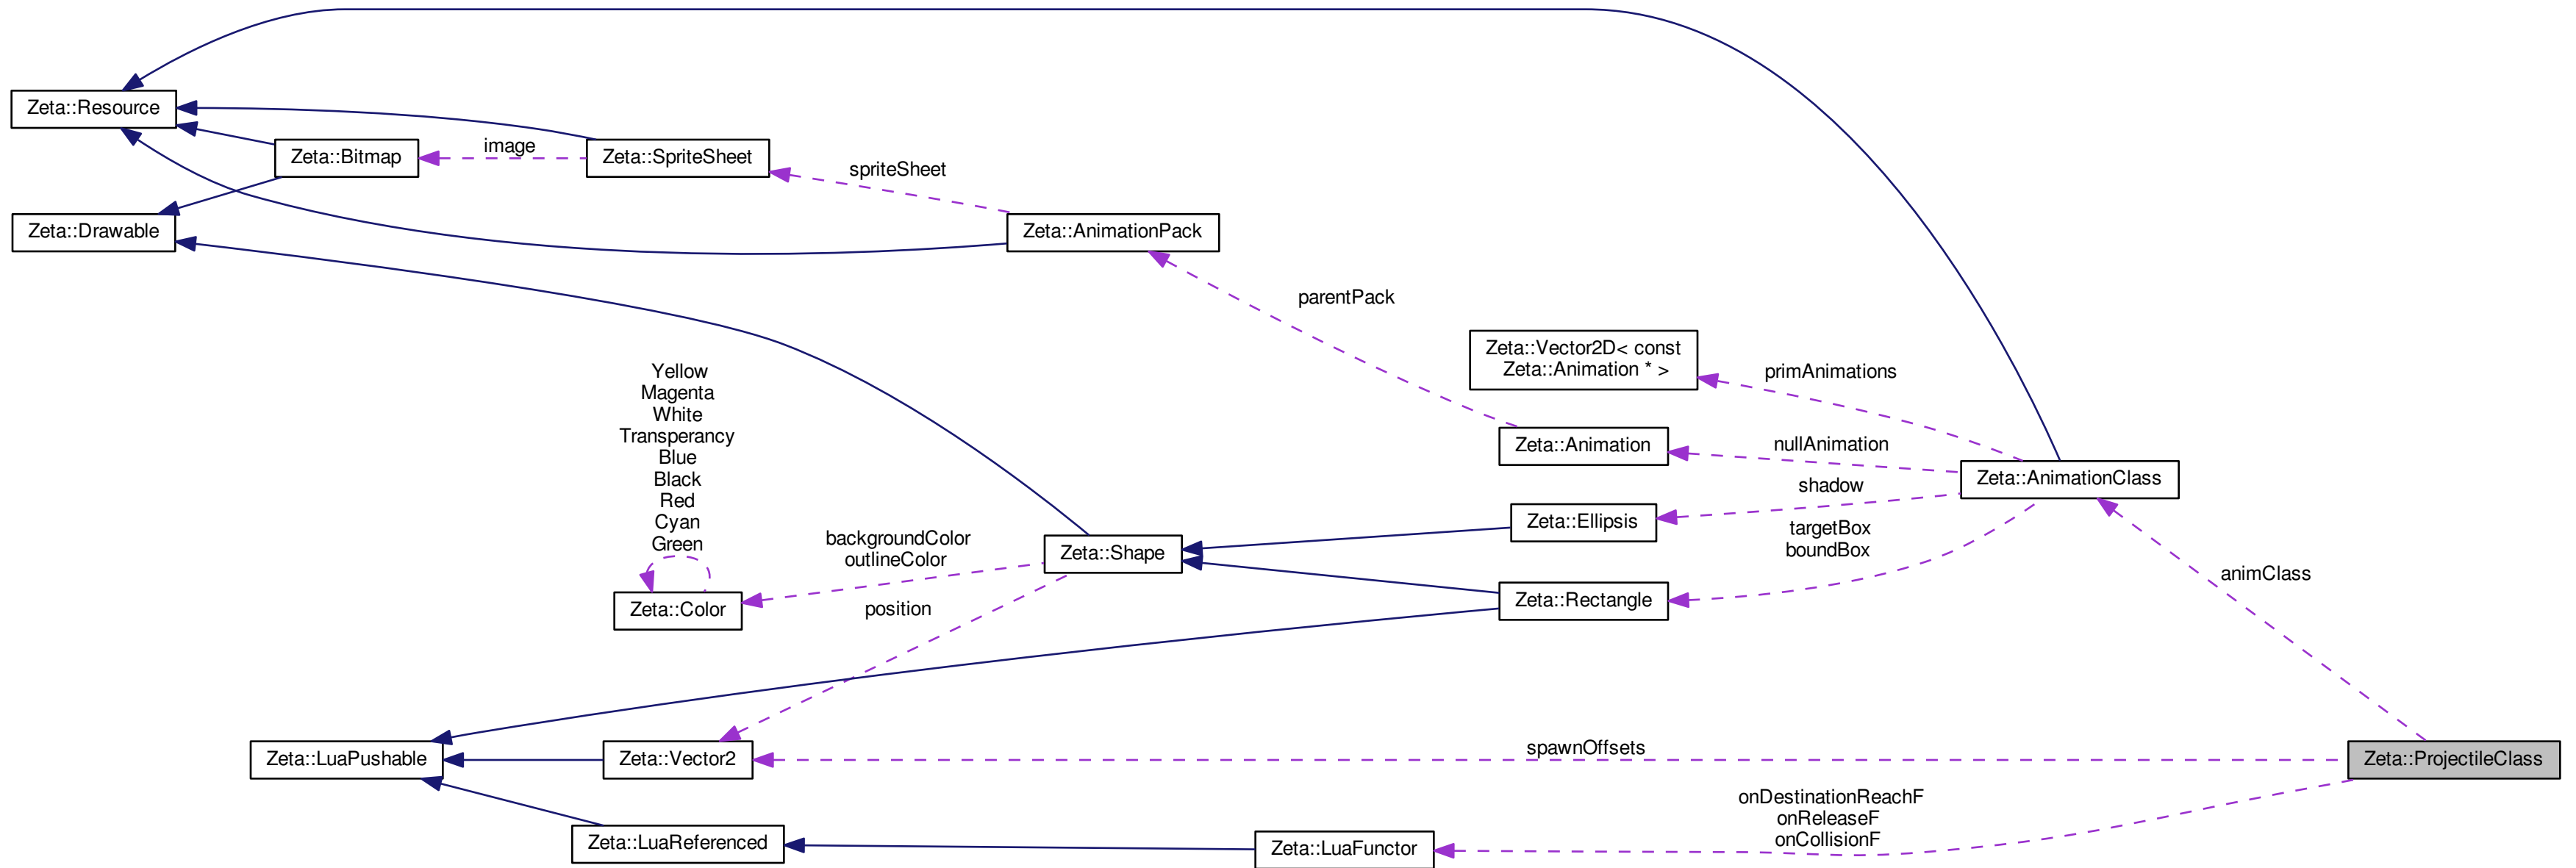 Zeta::Resource
Zeta::Bitmap
image
Zeta::SpriteSheet
spriteSheet
Zeta::Drawable
Zeta::AnimationPack
parentPack
Zeta::Vector2D< const
Zeta::Animation * >
primAnimations
Yellow
Magenta
White
Transperancy
Blue
Black
Red
Cyan
Green
Zeta::Animation
nullAnimation
Zeta::AnimationClass
shadow
Zeta::Ellipsis
targetBox
boundBox
backgroundColor
outlineColor
Zeta::Shape
animClass
Zeta::Color
position
Zeta::Rectangle
Zeta::LuaPushable
Zeta::Vector2
spawnOffsets
Zeta::ProjectileClass
onDestinationReachF
onReleaseF
onCollisionF
Zeta::LuaReferenced
Zeta::LuaFunctor